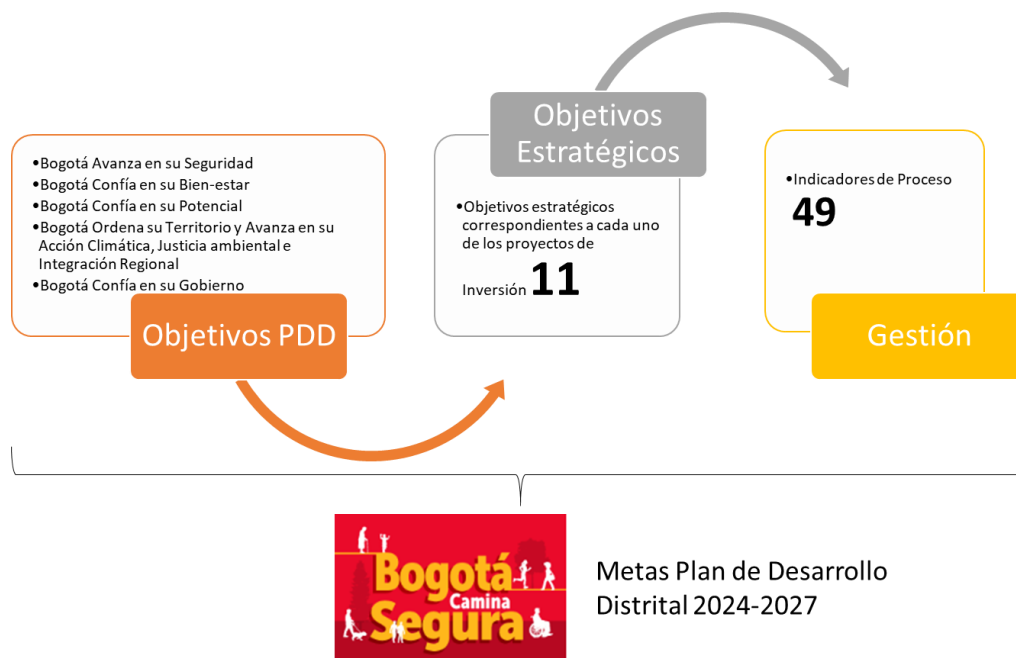 •Bogotá Avanza en su Seguridad
•Bogotá Confía en su Bien-estar
•Bogotá Confía en su Potencial
•Bogotá Ordena su Territorio y Avanza en su
Acción Climática, Justicia ambiental e
Integración Regional
•Bogotá Confía en su Gobierno
Objetivos PDD
Objetivos
Estratégicos
•Objetivos estratégicos
correspondientes a cada uno
de los proyectos de
Inversión 11
•Indicadores de Proceso
49
Gestión
Bogotá
Camina
Segura
Metas Plan de Desarrollo
Distrital 2024-2027